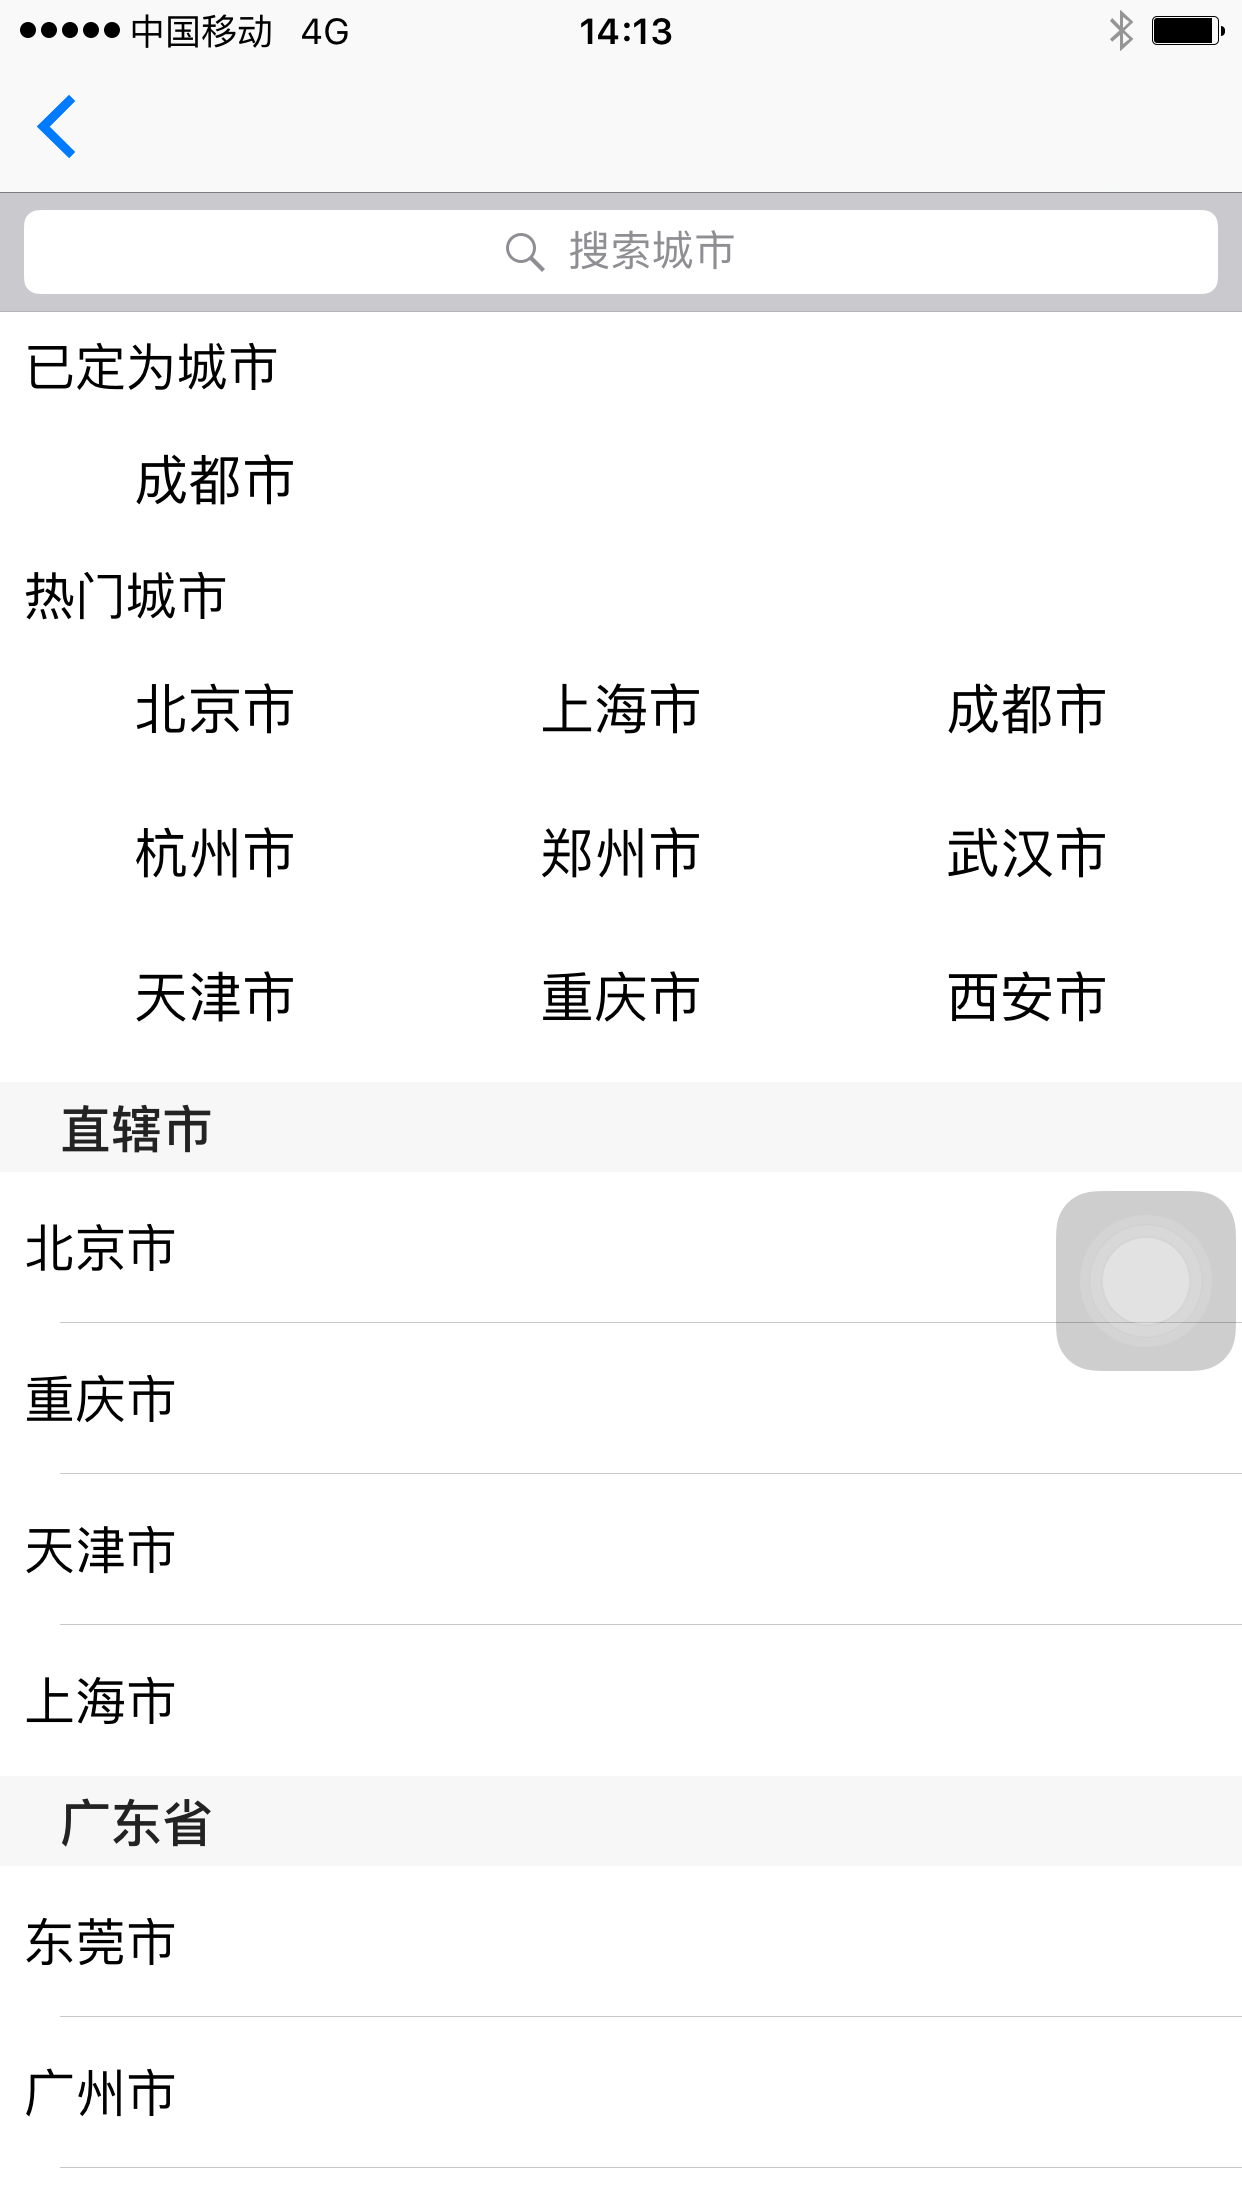 中国移动 4G 14:13
搜索城市
已定为城市
成都市
热门城市
北京市 上海市 成都市
杭州市 郑州市 武汉市
天津市 重庆市 西安市
直辖市
北京市
重庆市
天津市
上海市
广东省
东莞市
广州市